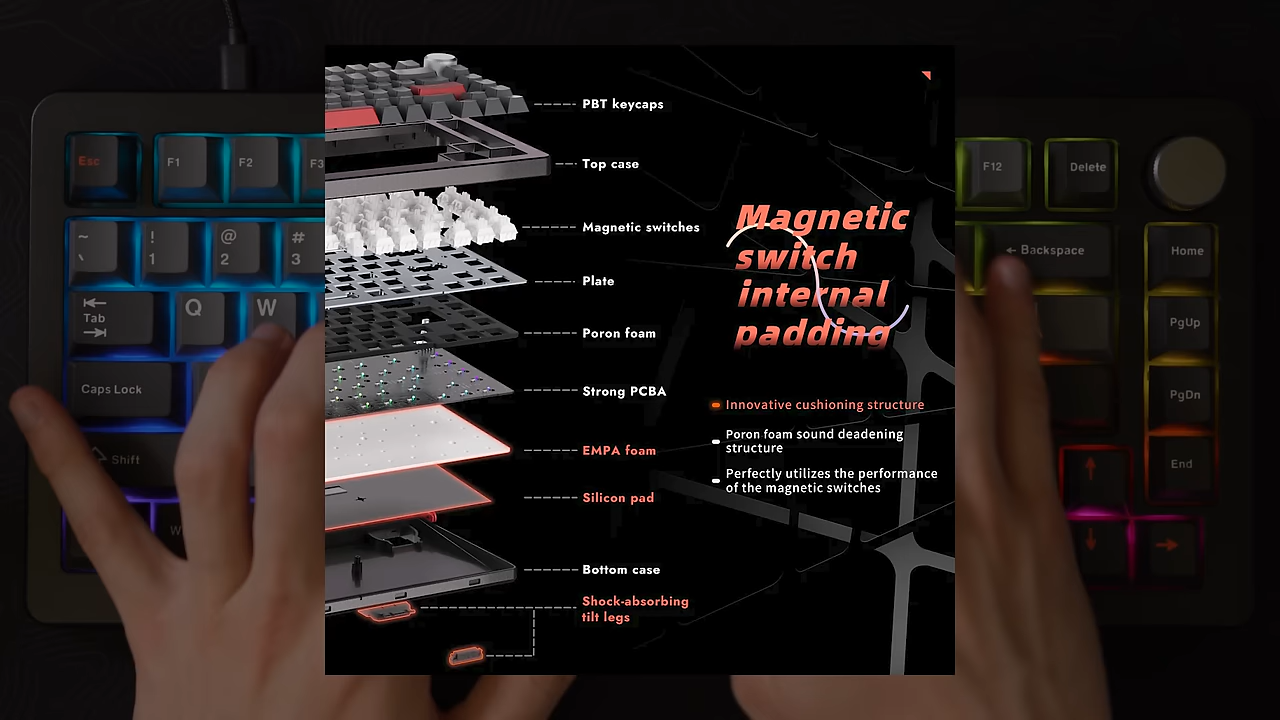 PBT keycaps
Top case
Magnetic switches
Plate
Poron foam
Strong PCBA
EMPA foam
Silicon pad
Bottom case
Shock-absorbing
tilt legs
Magnetic
switch
internal
padding
Innovative cushioning structure
Poron foam sound deadening
structure
Perfectly utilizes the performance
of the magnetic switches
Esc
F1
F2
F3
F12
Delete
~
`
!
1
@
2
#
3
← Backspace
Home
Tab
Q
W
PgUp
Caps Lock
PgDn
Shift
End
W